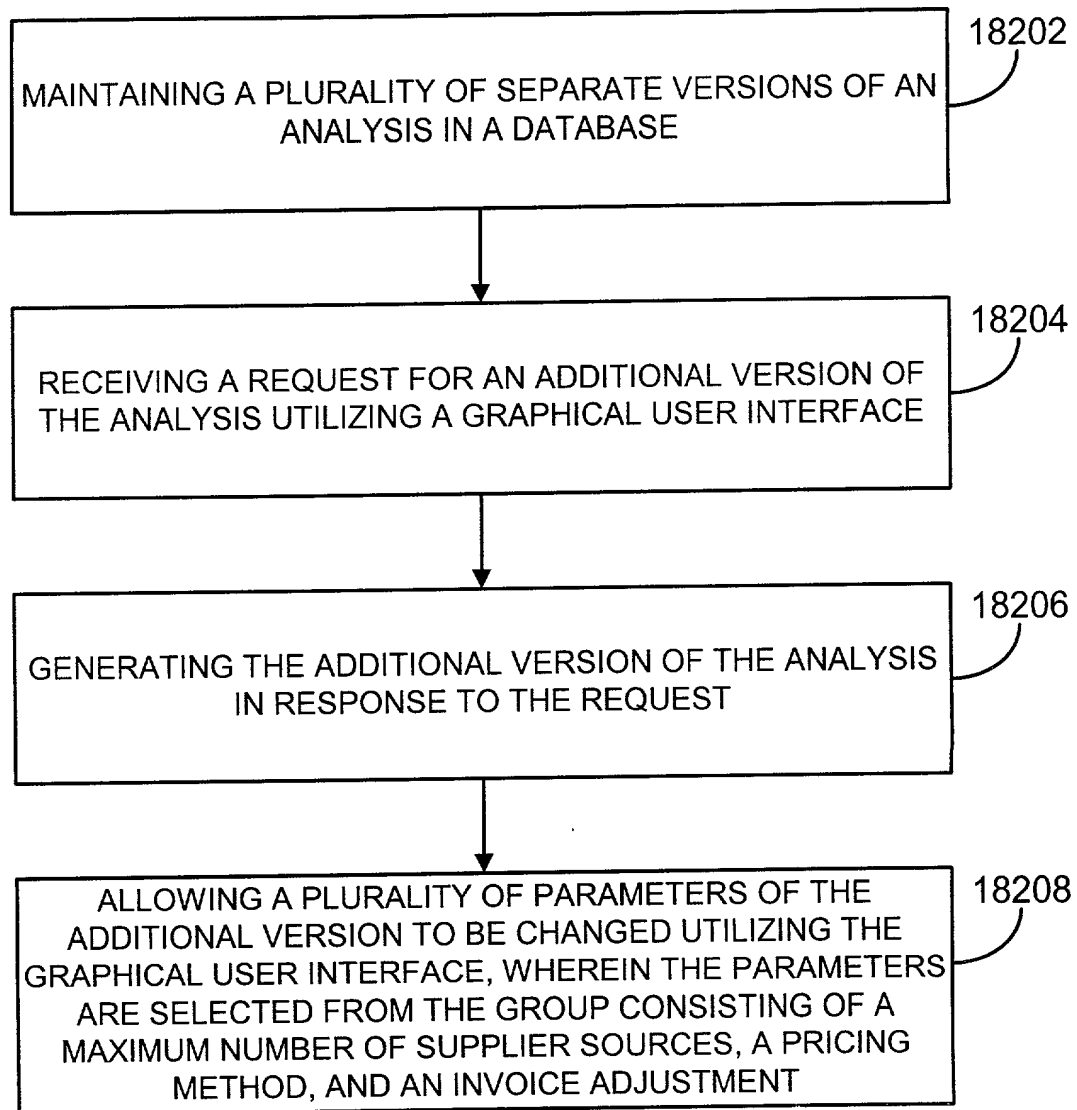 18202
MAINTAINING A PLURALITY OF SEPARATE VERSIONS OF AN
ANALYSIS IN A DATABASE
18204
RECEIVING A REQUEST FOR AN ADDITIONAL VERSION OF
THE ANALYSIS UTILIZING A GRAPHICAL USER INTERFACE
18206
GENERATING THE ADDITIONAL VERSION OF THE ANALYSIS
IN RESPONSE TO THE REQUEST
18208
ALLOWING A PLURALITY OF PARAMETERS OF THE
ADDITIONAL VERSION TO BE CHANGED UTILIZING THE
GRAPHICAL USER INTERFACE, WHEREIN THE PARAMETERS
ARE SELECTED FROM THE GROUP CONSISTING OF A
MAXIMUM NUMBER OF SUPPLIER SOURCES, A PRICING
METHOD, AND AN INVOICE ADJUSTMENT